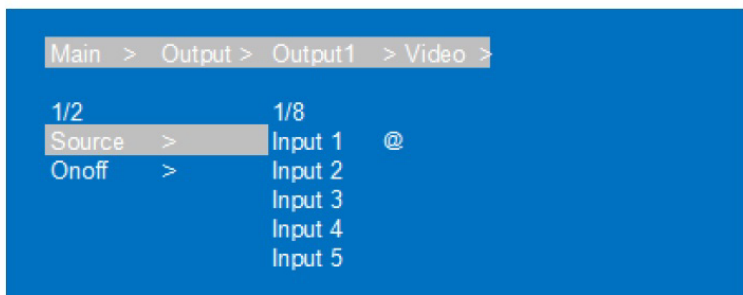 Main > Output > Output1 > Video >
1/2 1/8
Source > Input 1 @
Onoff > Input 2
Input 3
Input 4
Input 5